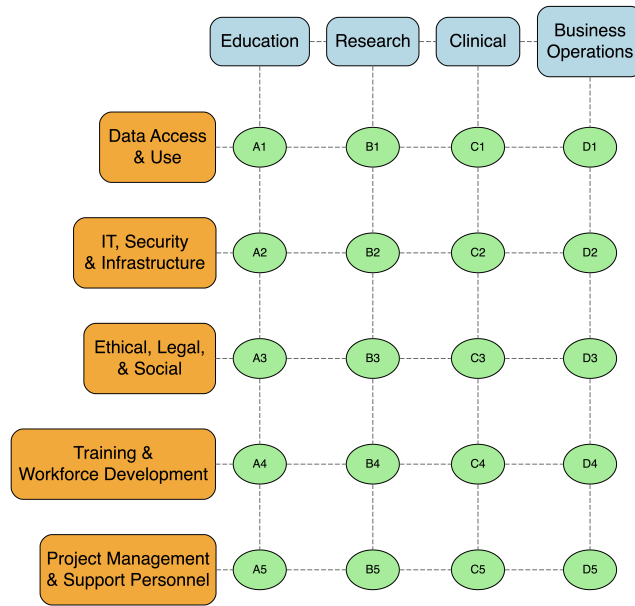 Education
Research
Clinical
Business
Operations
Data Access
& Use
A1
B1
C1
D1
IT, Security
& Infrastructure
A2
B2
C2
D2
Ethical, Legal,
& Social
A3
B3
C3
D3
Training &
Workforce Development
A4
B4
C4
D4
Project Management
& Support Personnel
A5
B5
C5
D5